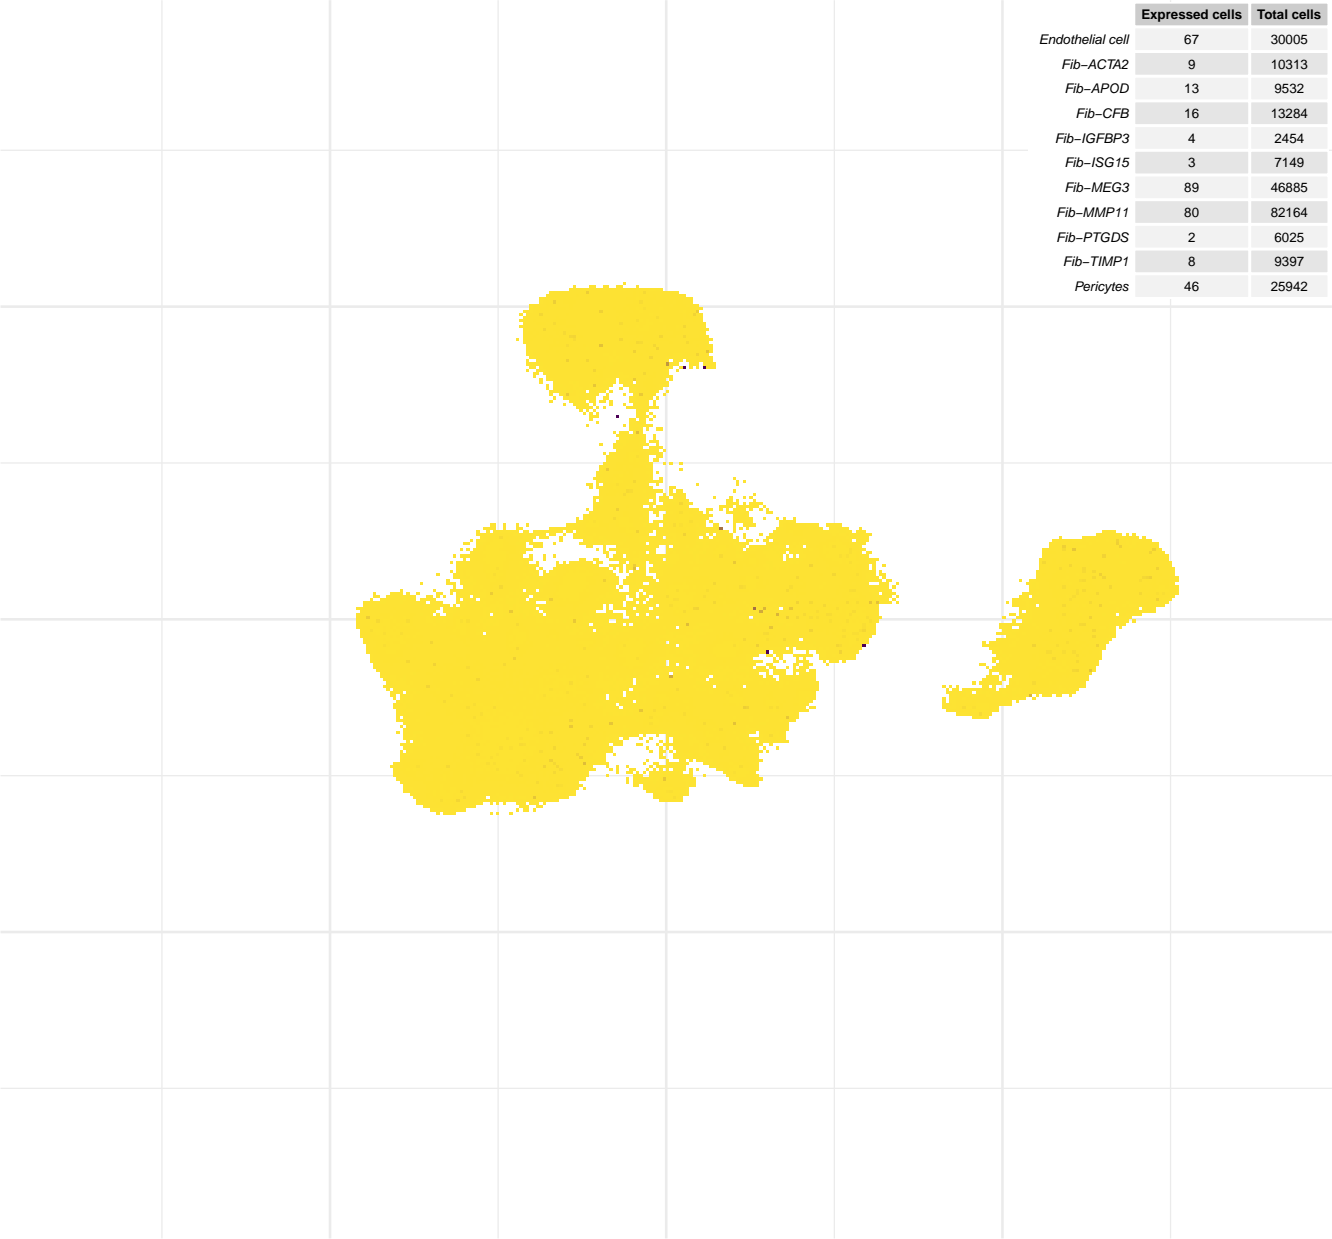 Expressed cells Total cells
Endothelial cell 67 30005
Fib−ACTA2 9 10313
Fib−APOD 13 9532
Fib−CFB 16 13284
Fib−IGFBP3 4 2454
Fib−ISG15 3 7149
Fib−MEG3 89 46885
Fib−MMP11 80 82164
Fib−PTGDS 2 6025
Fib−TIMP1 8 9397
Pericytes 46 25942